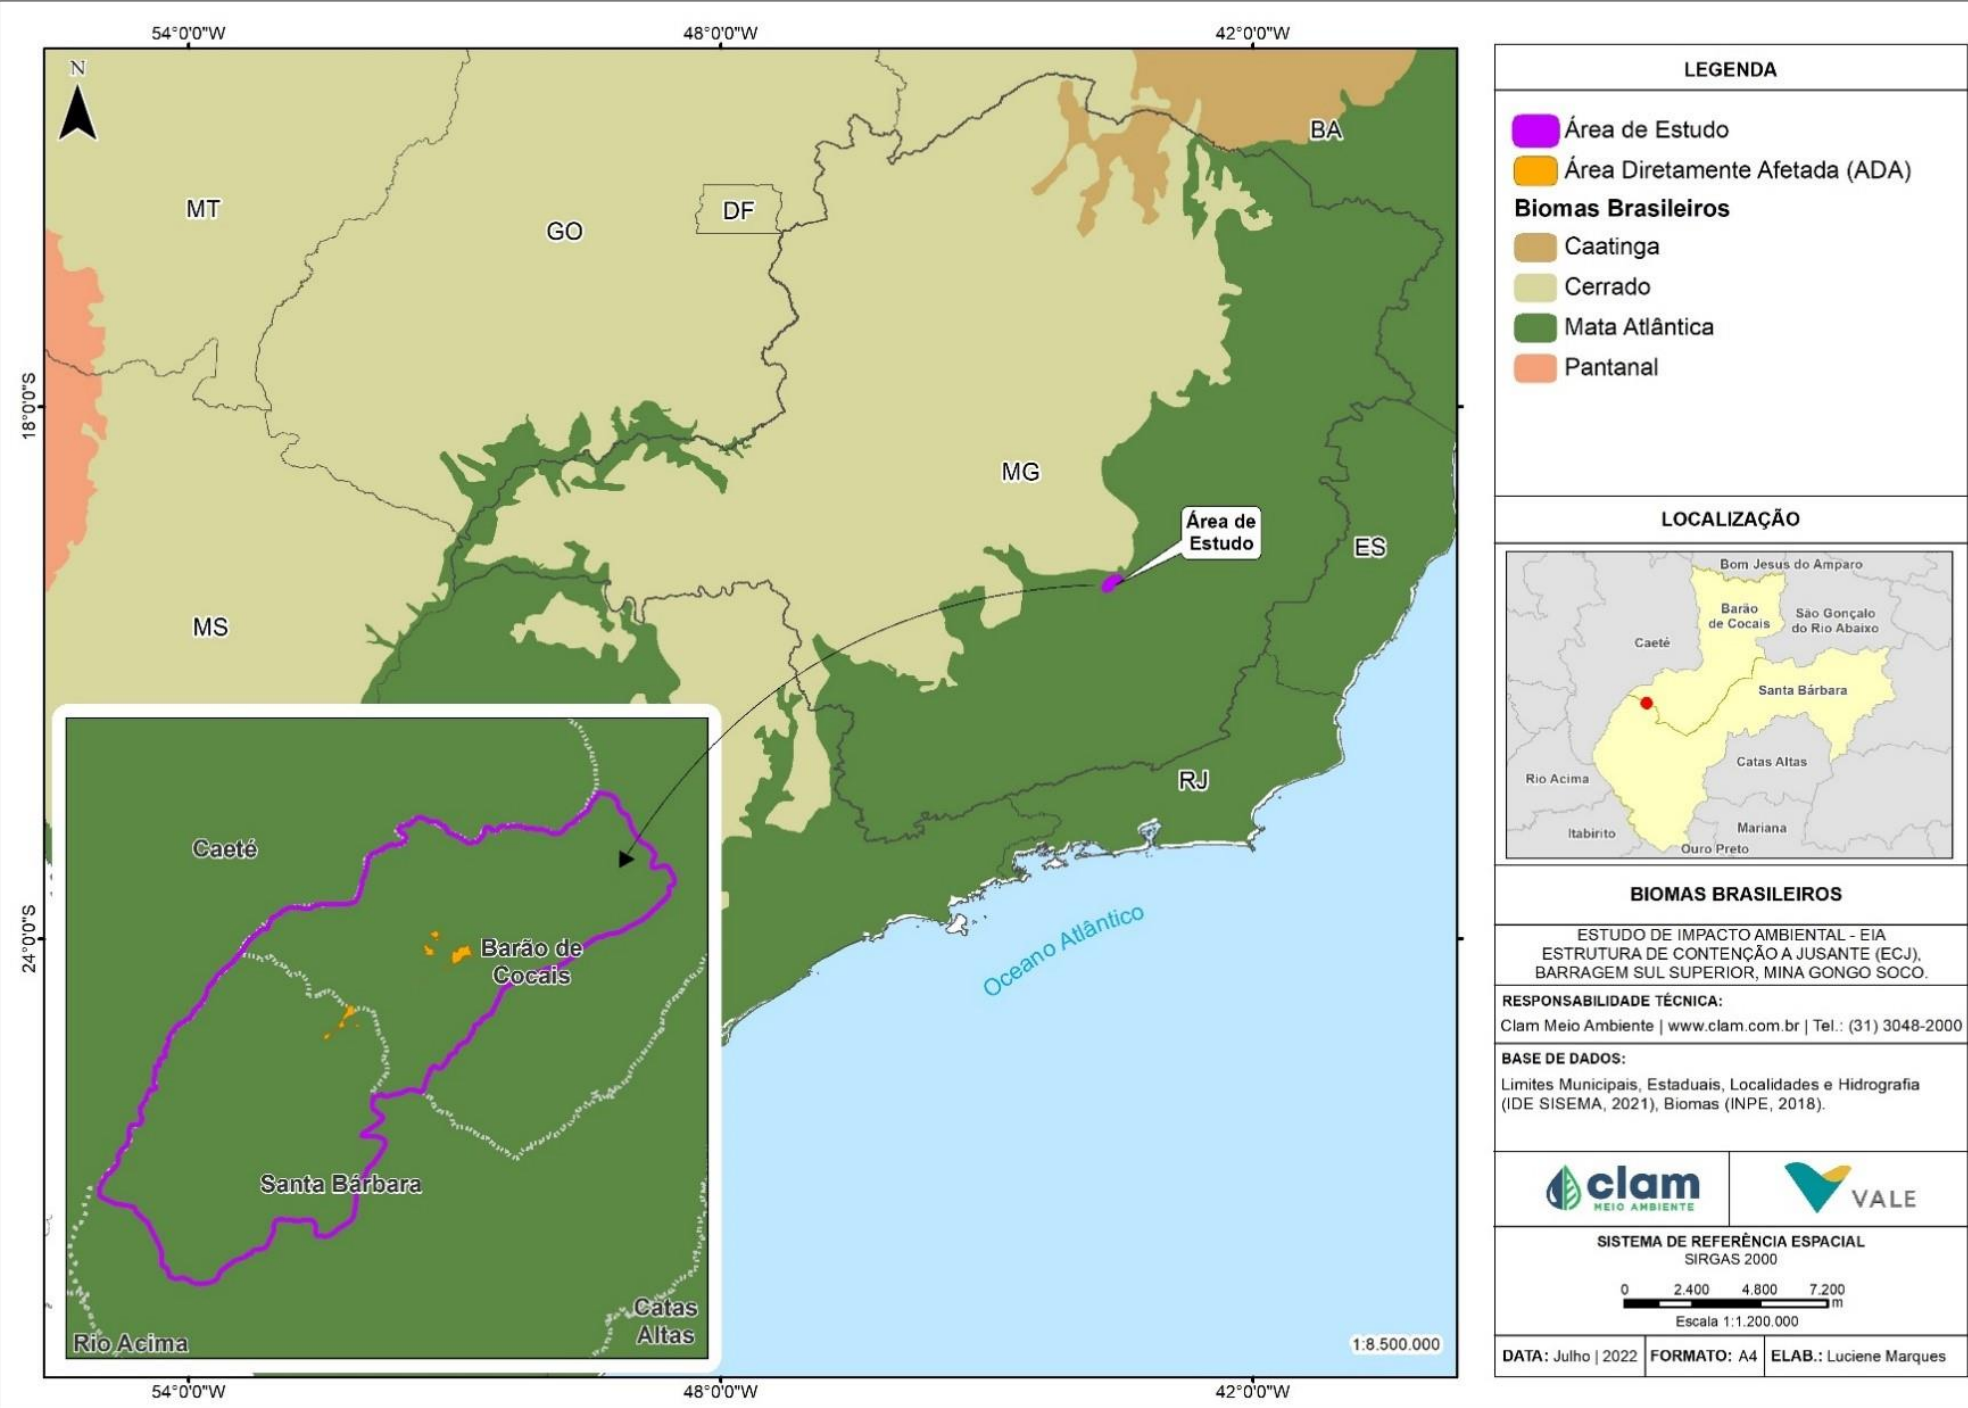 54°0'0"W
48°0'0"W
42°0'0"W
N
BA
MT
DF
GO
18°0'0"S
MG
Área de
Estudo
ES
MS
RJ
24°0'0"S
Oceano Atlântico
Caeté
Barão de
Cocais
Santa Bárbara
Rio Acima
Catas
Altas
1:8.500.000
54°0'0"W
48°0'0"W
42°0'0"W
LEGENDA
Área de Estudo
Área Diretamente Afetada (ADA)
Biomas Brasileiros
Caatinga
Cerrado
Mata Atlântica
Pantanal
LOCALIZAÇÃO
Bom Jesus do Amparo
Barão
de Cocais
São Gonçalo
do Rio Abaixo
Caeté
Santa Bárbara
Catas Altas
Rio Acima
Mariana
Itabirito
Ouro Preto
BIOMAS BRASILEIROS
ESTUDO DE IMPACTO AMBIENTAL - EIA
ESTRUTURA DE CONTENÇÃO A JUSANTE (ECJ),
BARRAGEM SUL SUPERIOR, MINA GONGO SOCO.
RESPONSABILIDADE TÉCNICA:
Clam Meio Ambiente | www.clam.com.br | Tel.: (31) 3048-2000
BASE DE DADOS:
Limites Municipais, Estaduais, Localidades e Hidrografia
(IDE SISEMA, 2021), Biomas (INPE, 2018).
clam
MEIO AMBIENTE
VALE
SISTEMA DE REFERÊNCIA ESPACIAL
SIRGAS 2000
0 2.400 4.800 7.200
m
Escala 1:1.200.000
DATA: Julho | 2022 FORMATO: A4 ELAB.: Luciene Marques